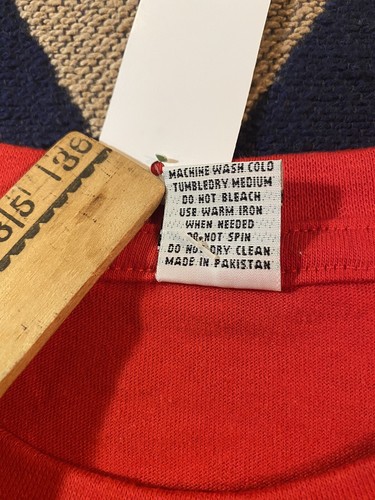 MACHINE WASH COLD
TUMBLEDRY MEDIUM
DO NOT BLEACH
USE WARM IRON
WHEN NEEDED
DO NOT SPIN
DO NOT DRY CLEAN
MADE IN PAKISTAN
138